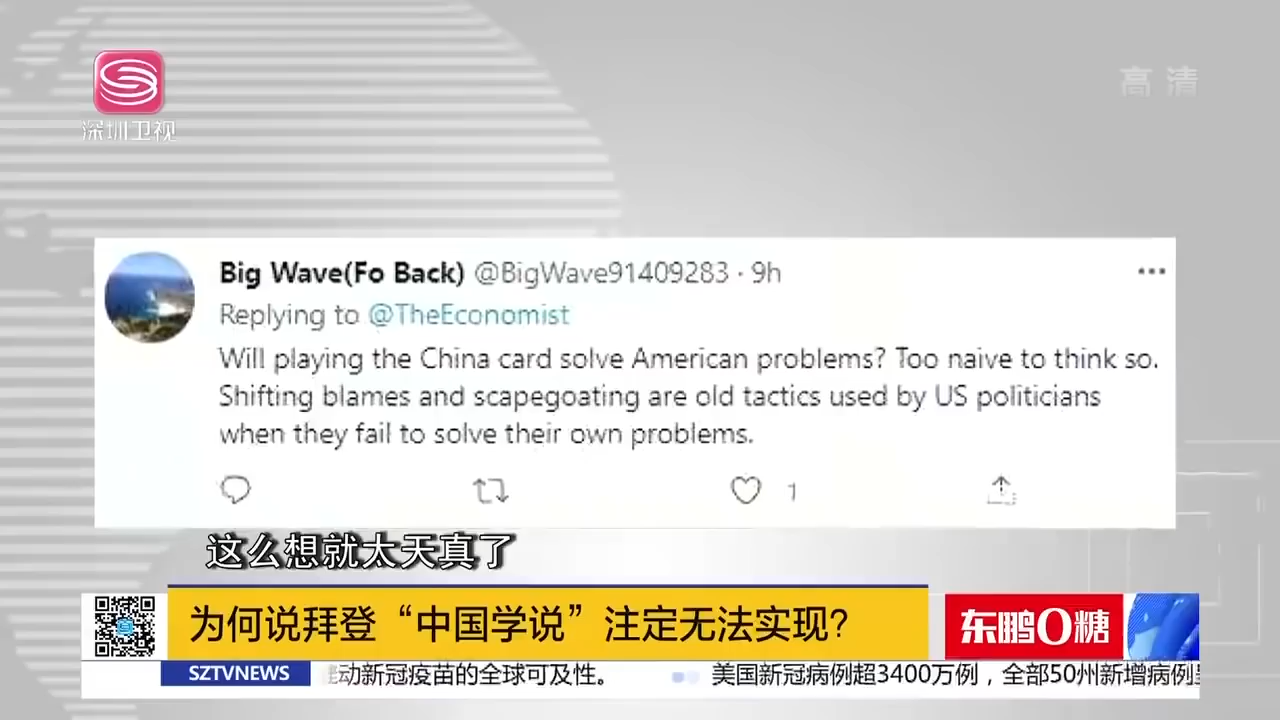 深圳卫视
高清
Big Wave(Fo Back) @BigWave91409283 · 9h
Replying to @TheEconomist
Will playing the China card solve American problems? Too naive to think so.
Shifting blames and scapegoating are old tactics used by US politicians
when they fail to solve their own problems.
1
这么想就太天真了
为何说拜登“中国学说”注定无法实现?
东鹏0糖
SZTVNEWS
动新冠疫苗的全球可及性。 美国新冠病例超3400万例，全部50州新增病例